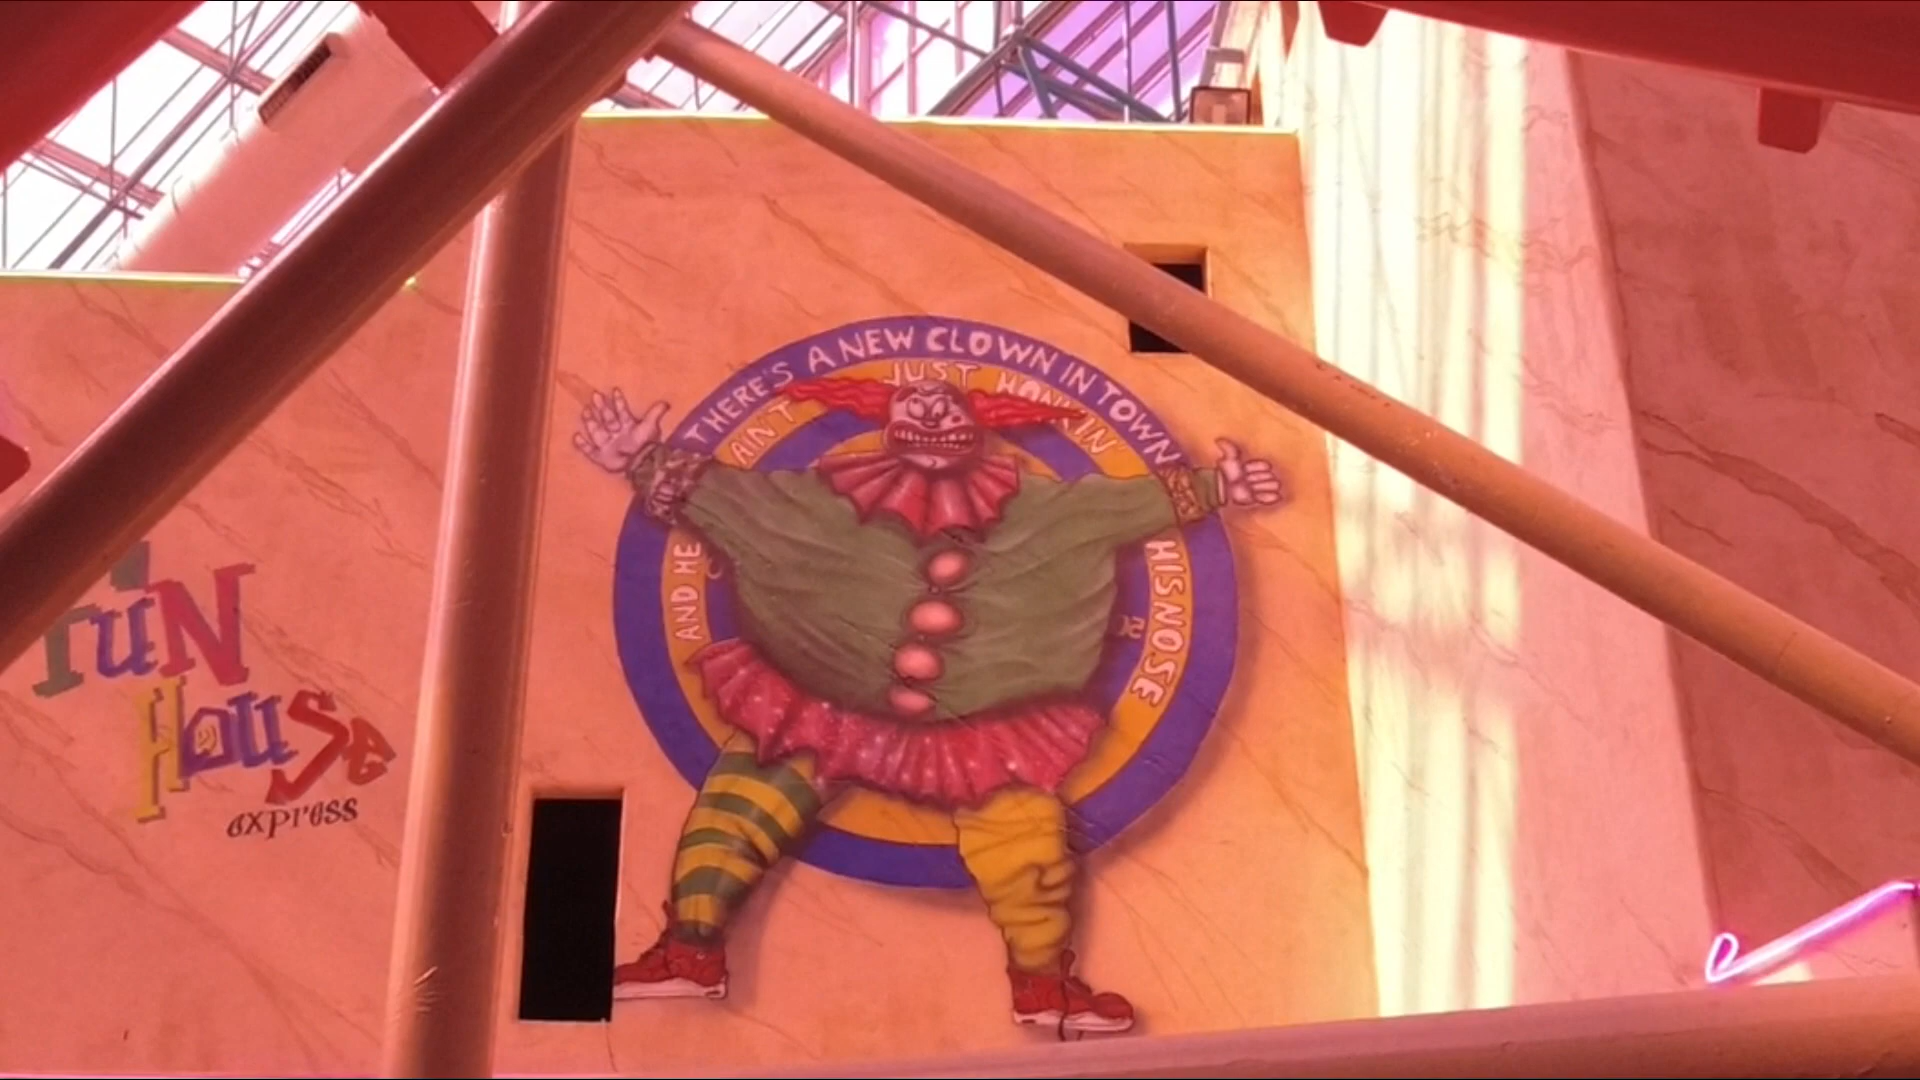 THERE'S A NEW CLOWN IN TOWN
AND HE AIN'T JUST HONKIN' HIS NOSE
FUN
HOUSE
express